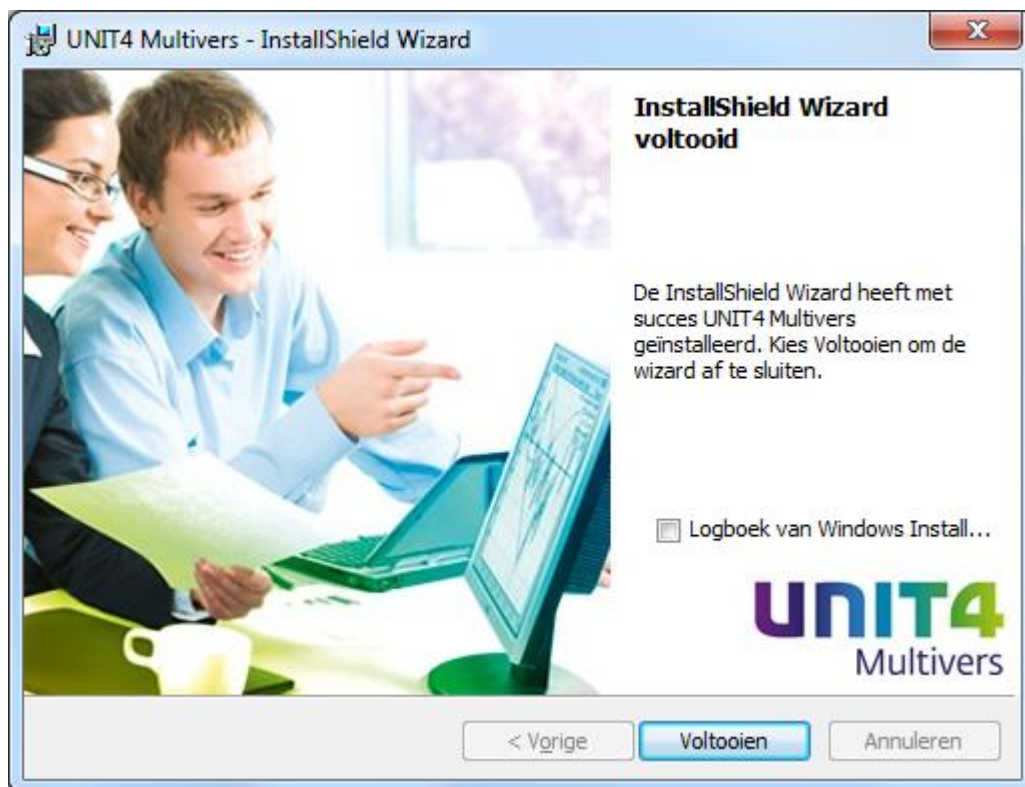 UNIT4 Multivers - InstallShield Wizard
InstallShield Wizard
voltooid
De InstallShield Wizard heeft met
succes UNIT4 Multivers
geïnstalleerd. Kies Voltooien om de
wizard af te sluiten.
Logboek van Windows Install...
UNIT4
Multivers
< Vorige
Voltooien
Annuleren